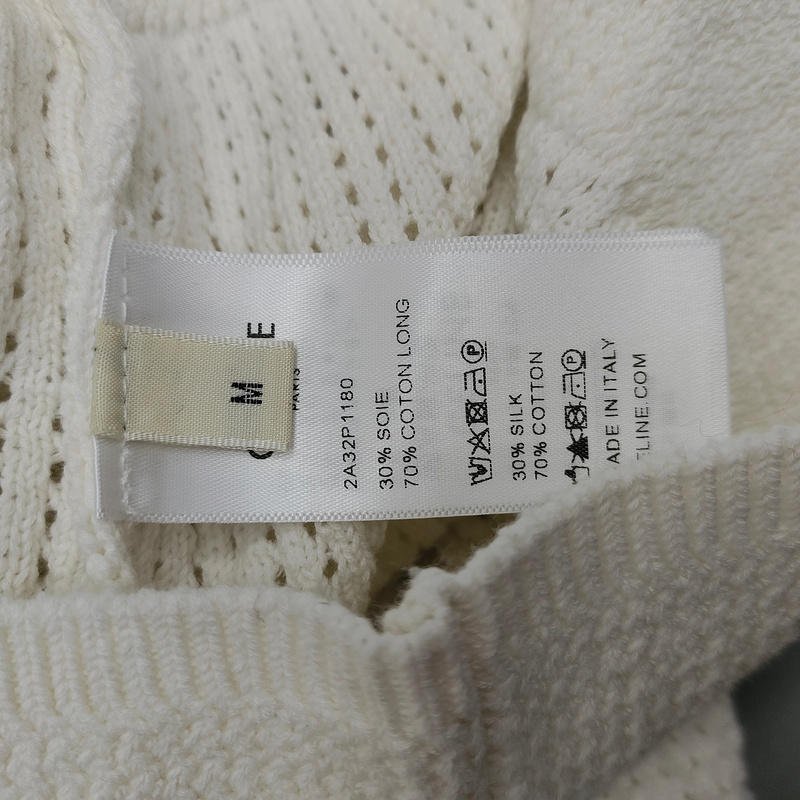 M
E
PARIS
2A32P1180
30% SOIE
70% COTON LONG
30% SILK
70% COTTON
ADE IN ITALY
LINE.COM